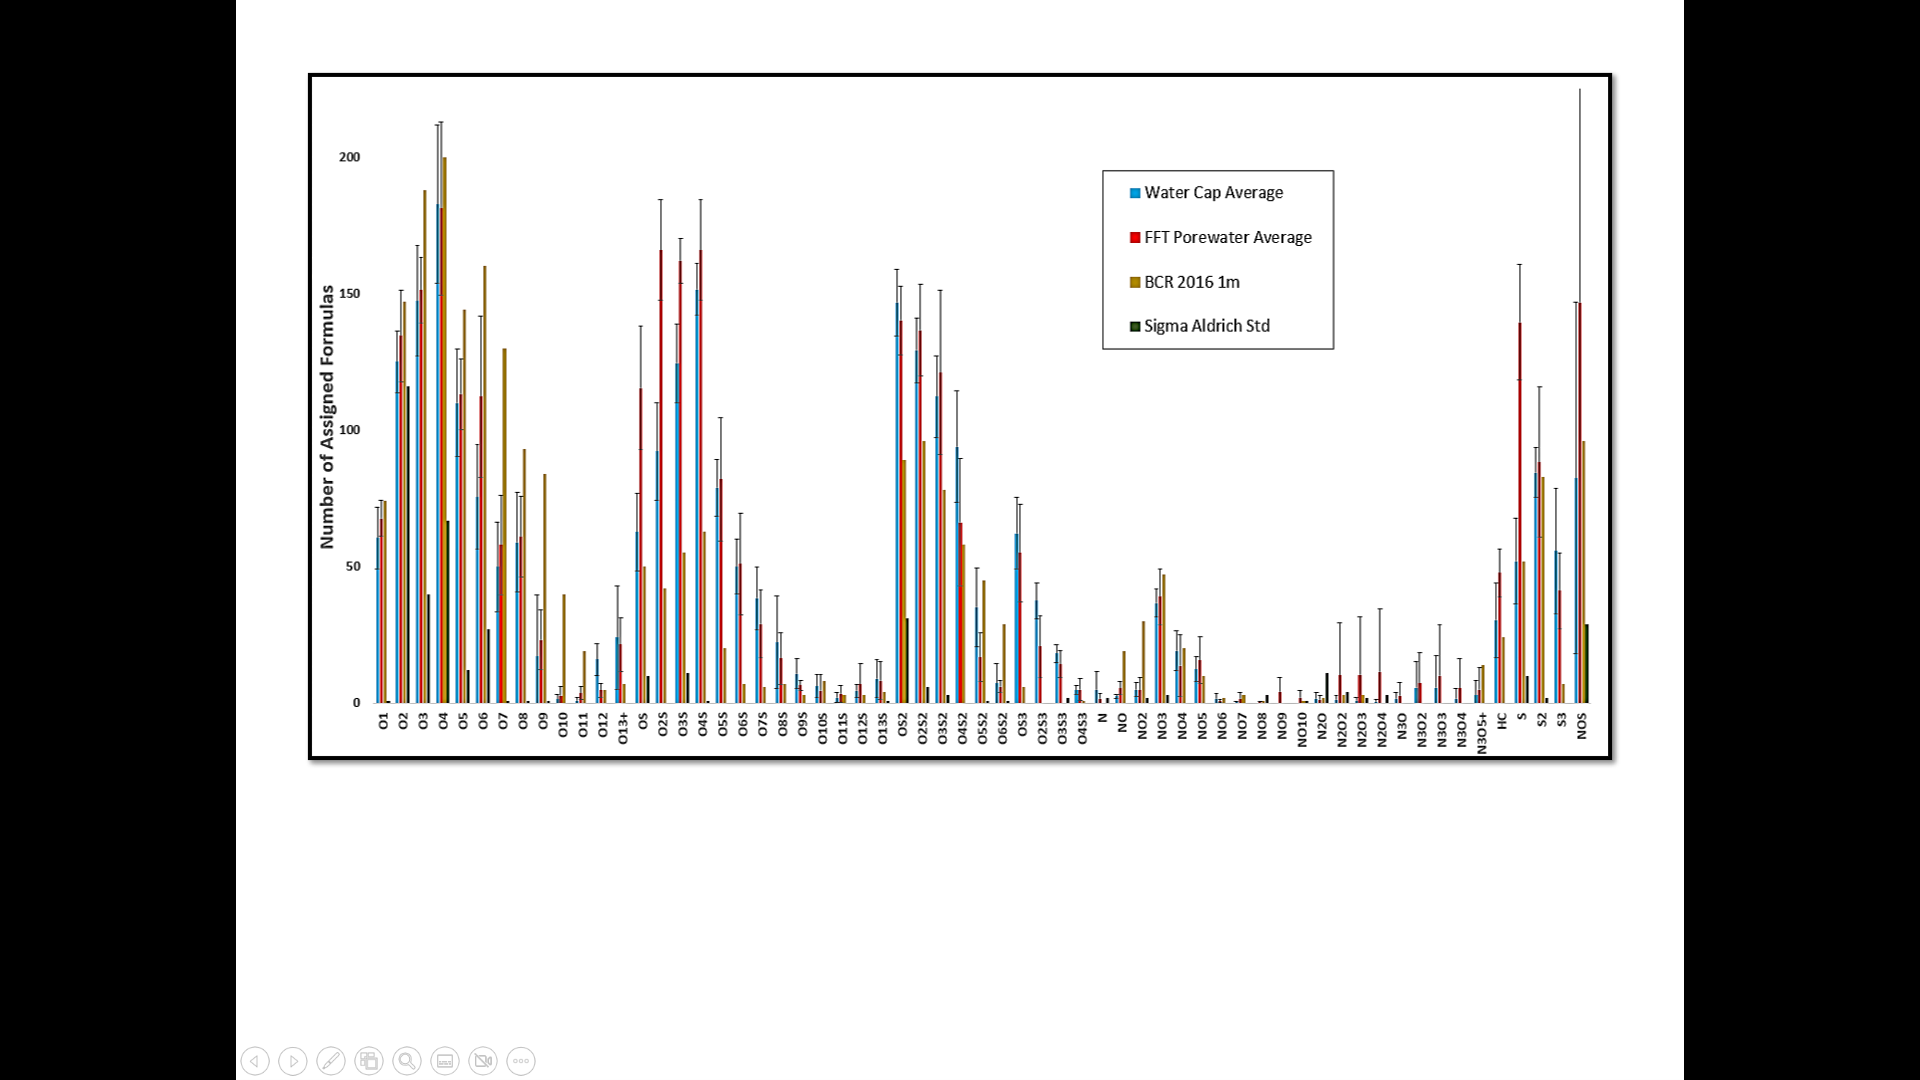 200
150
100
50
0
Number of Assigned Formulas
Water Cap Average
FFT Porewater Average
BCR 2016 1m
Sigma Aldrich Std
O1
O2
O3
O4
O5
O6
O7
O8
O9
O10
O11
O12
O13+
OS
O2S
O3S
O4S
O5S
O6S
O7S
O8S
O9S
O10S
O11S
O12S
O13S
OS2
O2S2
O3S2
O4S2
O5S2
O6S2
OS3
O2S3
O3S3
O4S3
N
NO
NO2
NO3
NO4
NO5
NO6
NO7
NO8
NO9
NO10
N2O
N2O2
N2O3
N2O4
N3O
N3O2
N3O3
N3O4
N3O5+
HC
S
S2
S3
NOS